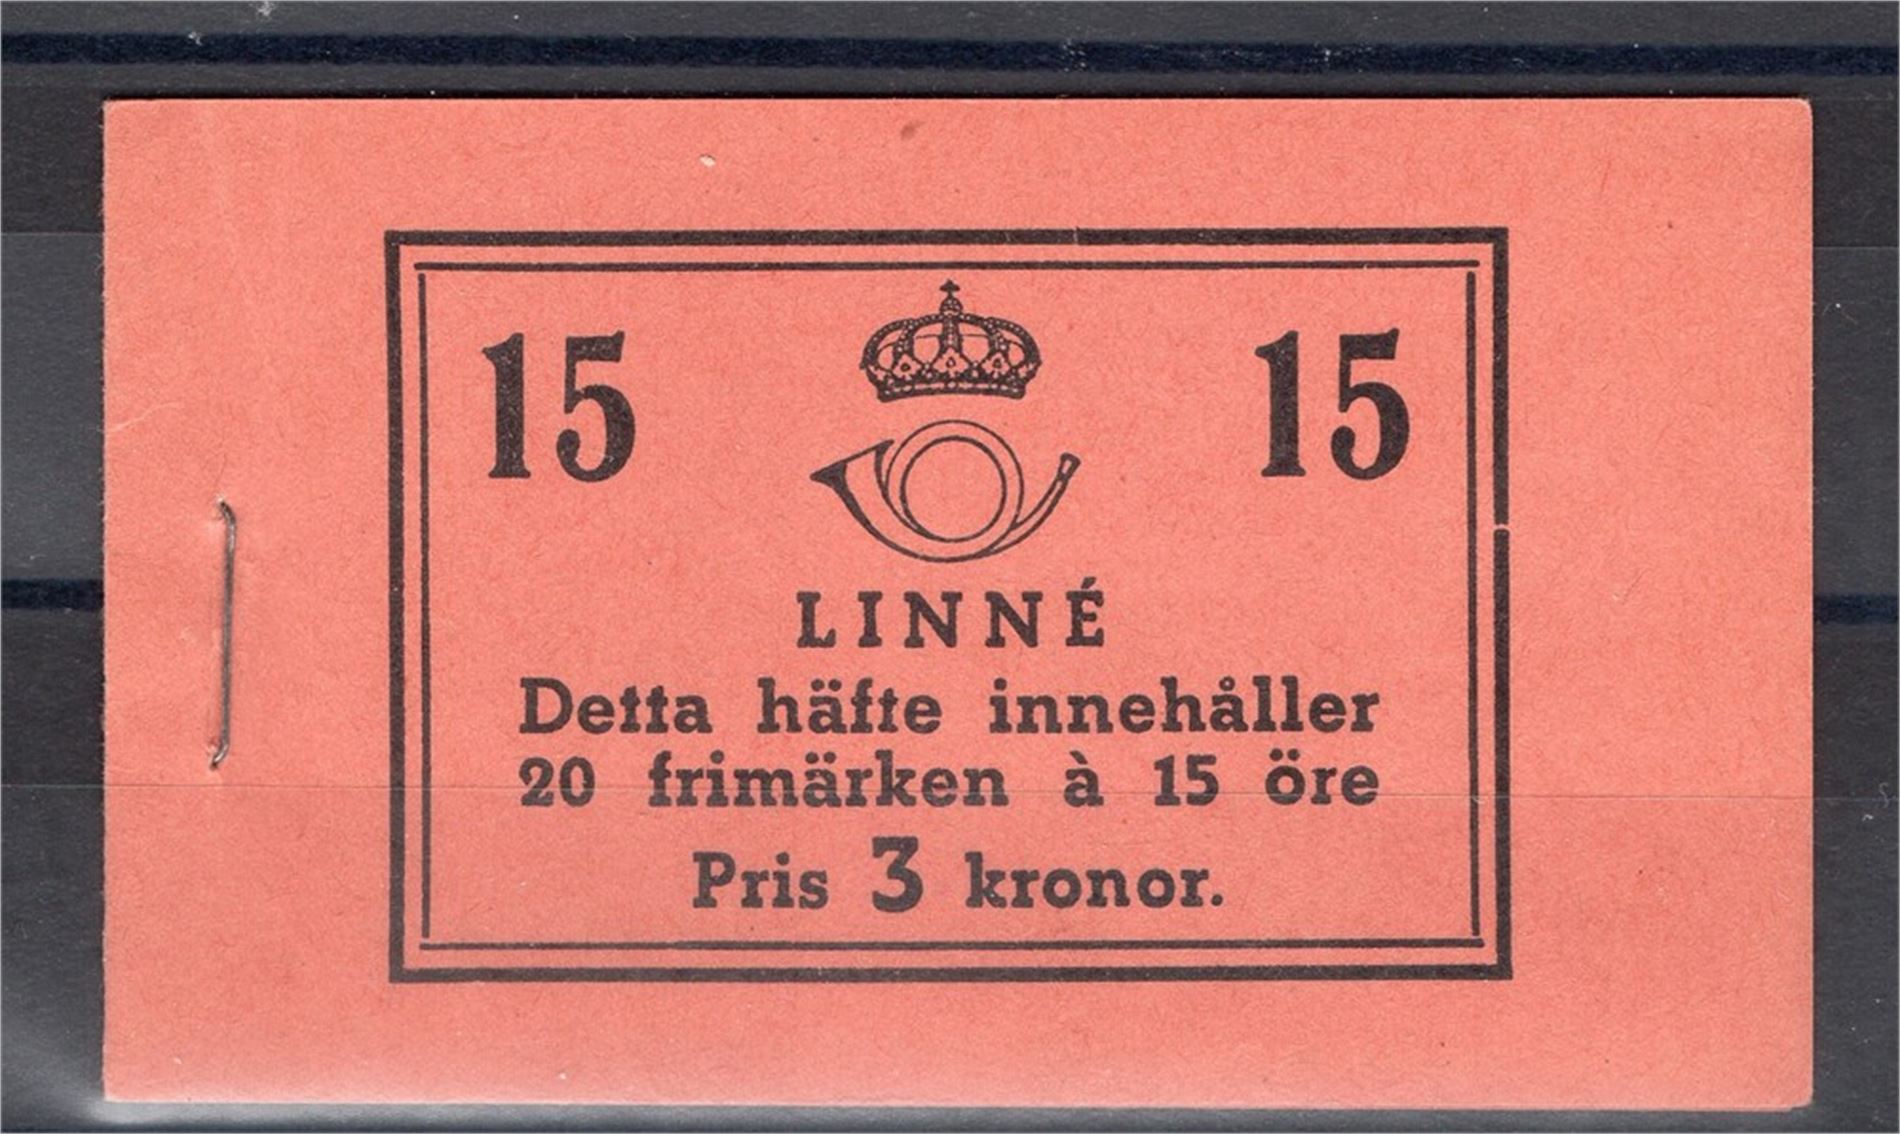 15 15
LINNÉ
Detta häfte innehåller
20 frimärken à 15 öre
Pris 3 kronor.